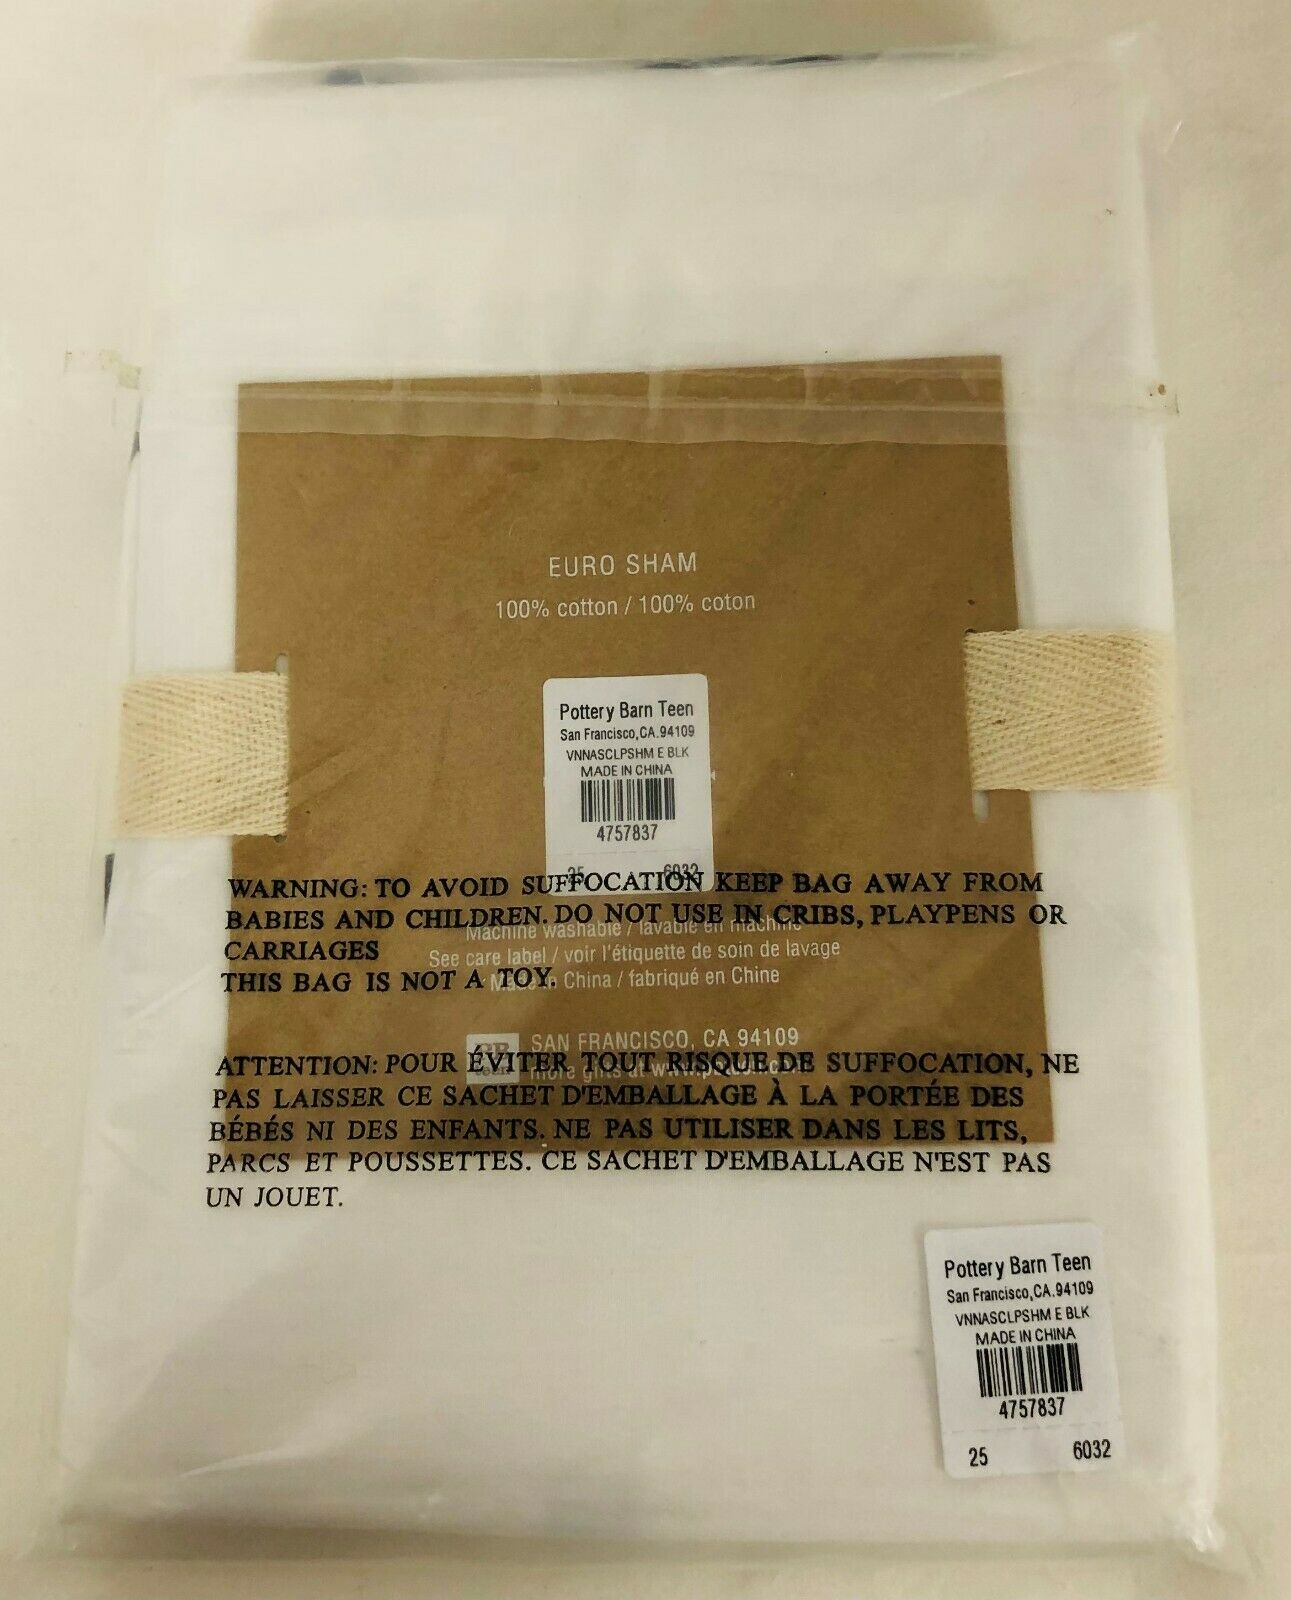 EURO SHAM
100% cotton / 100% coton
Pottery Barn Teen
San Francisco,CA.94109
VNNASCLPSHM E BLK
MADE IN CHINA
4757837
25 6032
WARNING: TO AVOID SUFFOCATION KEEP BAG AWAY FROM
BABIES AND CHILDREN. DO NOT USE IN CRIBS, PLAYPENS OR
CARRIAGES
THIS BAG IS NOT A TOY.
Machine washable / lavable en machine
See care label / voir l'étiquette de soin de lavage
Made in China / fabriqué en Chine
SAN FRANCISCO, CA 94109
more gifts at
ATTENTION: POUR ÉVITER TOUT RISQUE DE SUFFOCATION, NE
PAS LAISSER CE SACHET D'EMBALLAGE À LA PORTÉE DES
BÉBÉS NI DES ENFANTS. NE PAS UTILISER DANS LES LITS,
PARCS ET POUSSETTES. CE SACHET D'EMBALLAGE N'EST PAS
UN JOUET.
Pottery Barn Teen
San Francisco,CA.94109
VNNASCLPSHM E BLK
MADE IN CHINA
4757837
25 6032